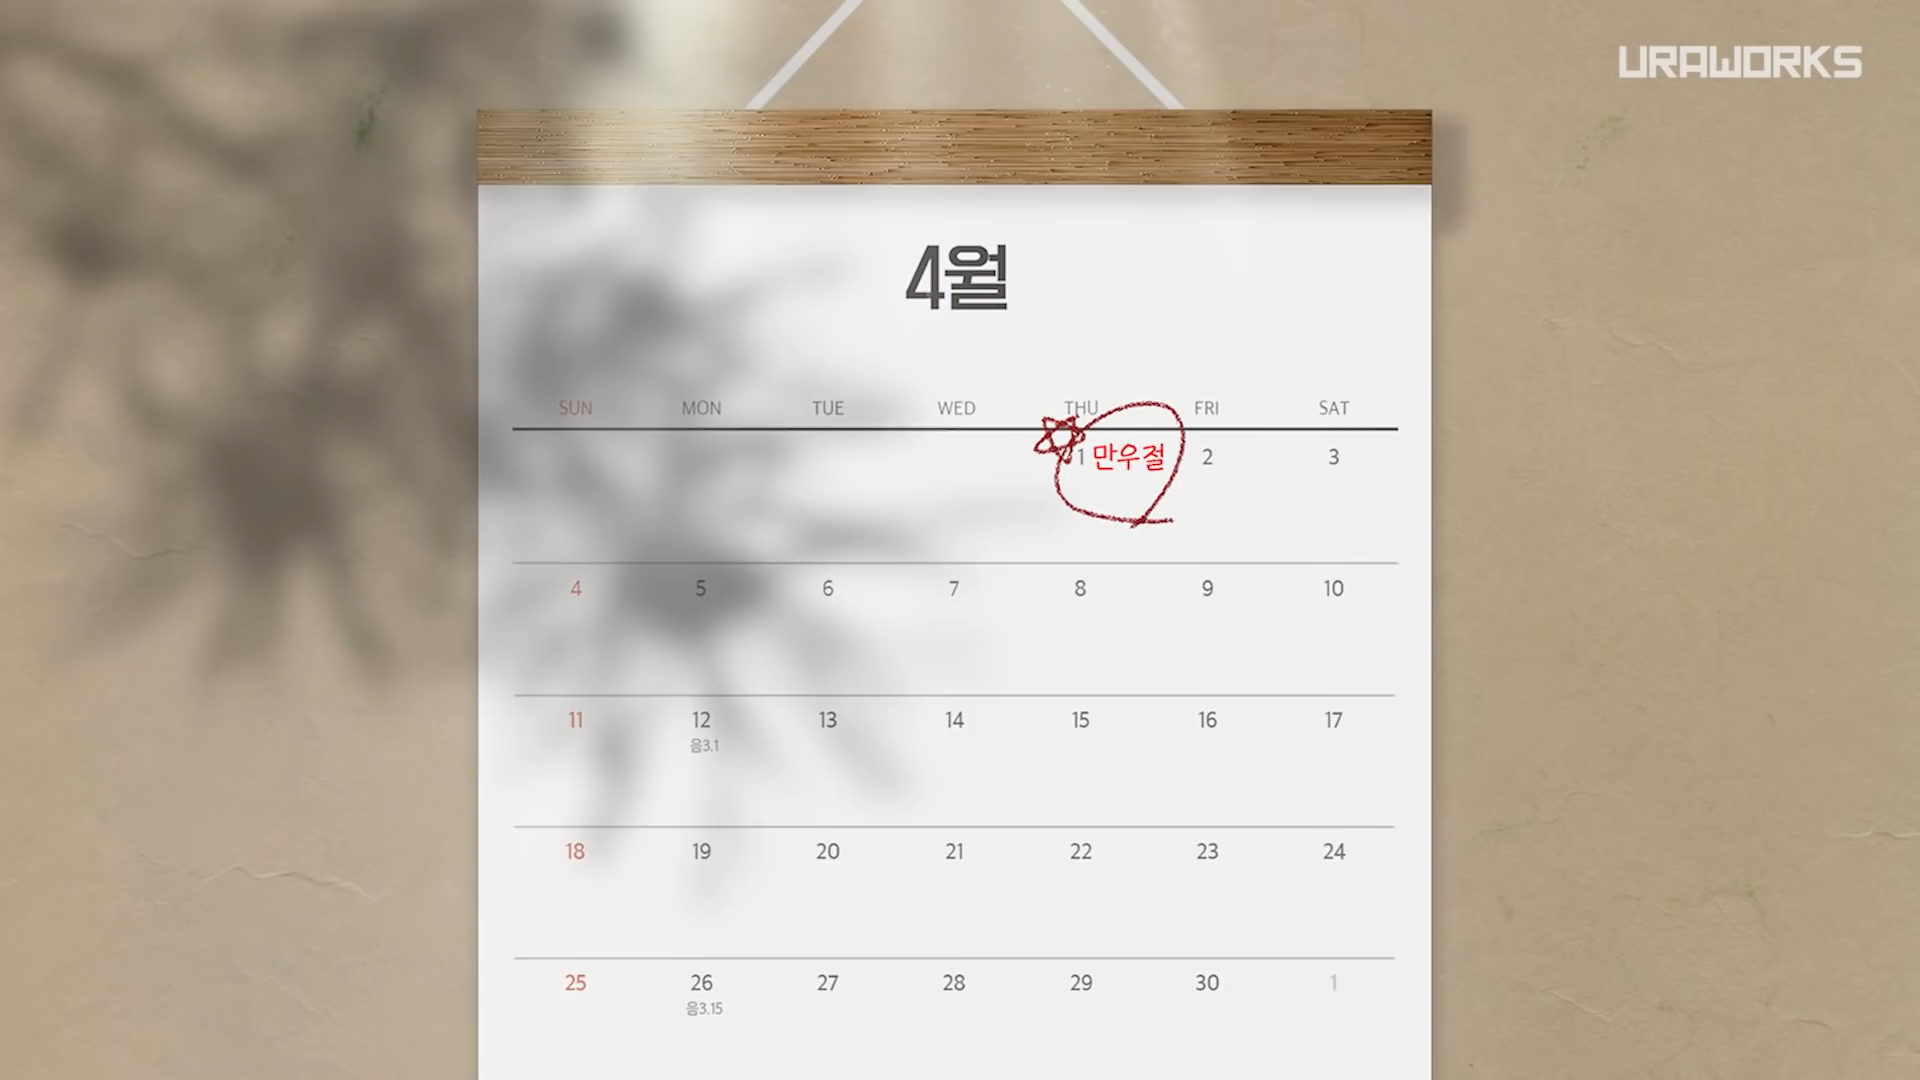 URAWORKS
4월
SUN MON TUE WED THU FRI SAT
1 만우절 2 3
4 5 6 7 8 9 10
11 12 13 14 15 16 17
음3.1
18 19 20 21 22 23 24
25 26 27 28 29 30 1
음3.15